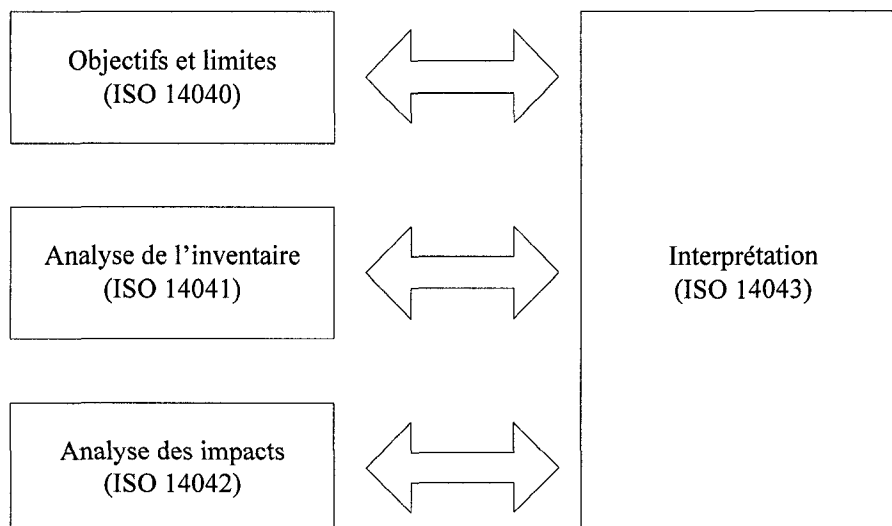 Objectifs et limites
(ISO 14040)
Analyse de l'inventaire
(ISO 14041)
Interprétation
(ISO 14043)
Analyse des impacts
(ISO 14042)